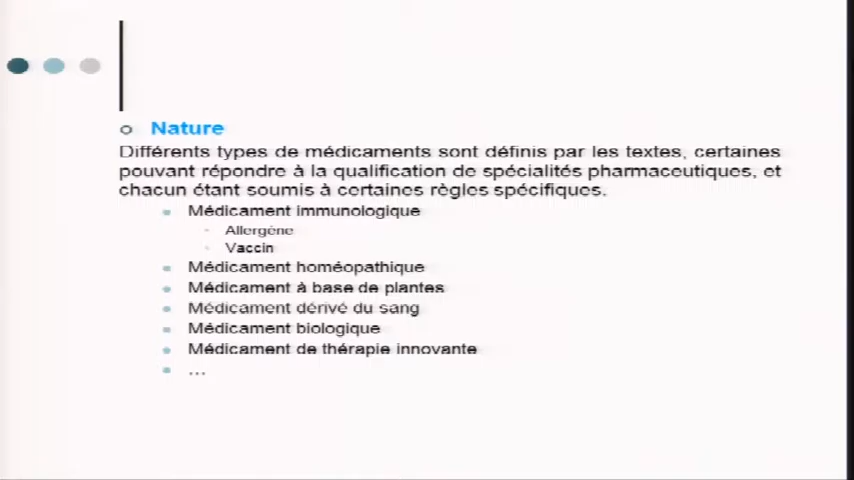 Nature
Différents types de médicaments sont définis par les textes, certaines
pouvant répondre à la qualification de spécialités pharmaceutiques, et
chacun étant soumis à certaines règles spécifiques.
Médicament immunologique
Allergène
Vaccin
Médicament homéopathique
Médicament à base de plantes
Médicament dérivé du sang
Médicament biologique
Médicament de thérapie innovante
...